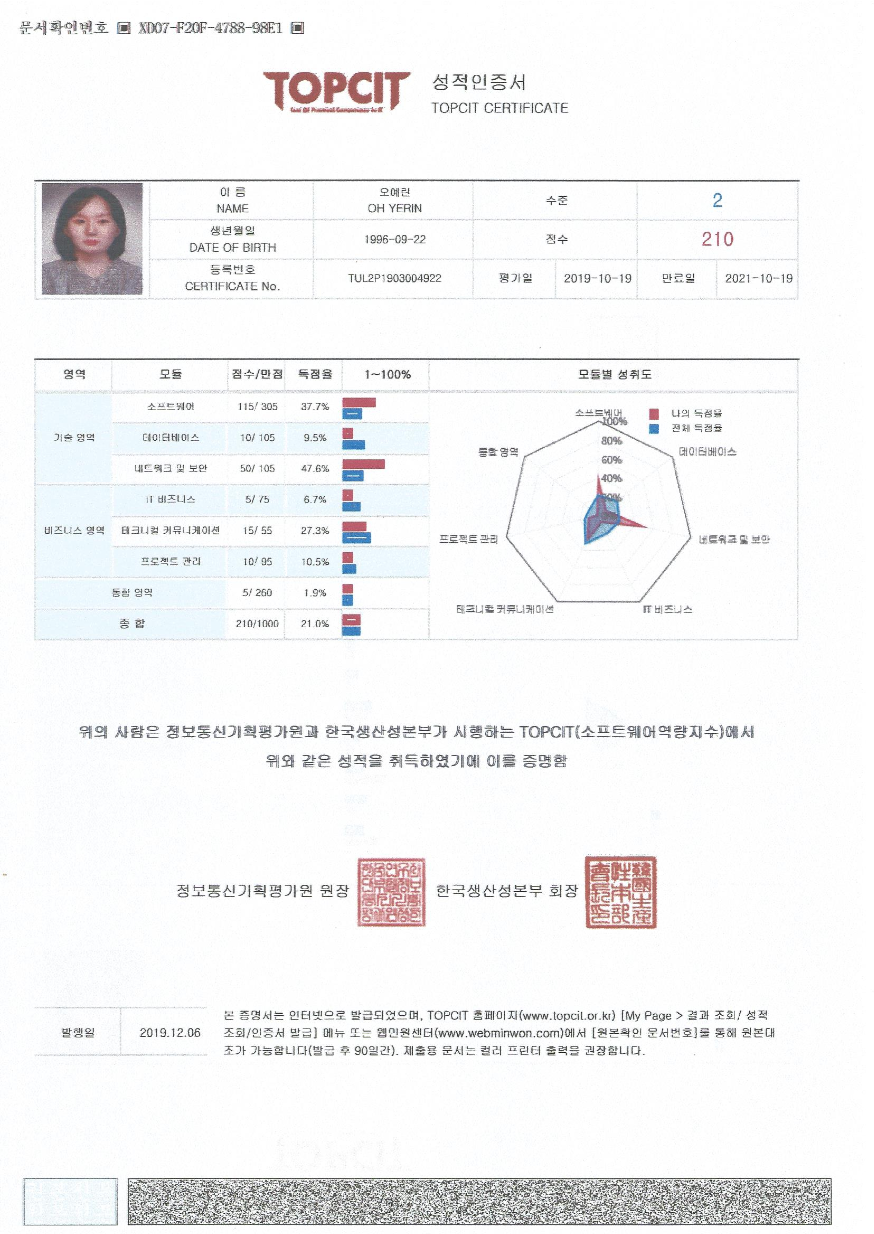 문서확인번호 ▣ XD07-F20F-4788-98E1 ▣
TOPCIT 성적인증서
TOPCIT CERTIFICATE
이 름
NAME
오예린
OH YERIN
수준
2
생년월일
DATE OF BIRTH
1996-09-22
점수
210
등록번호
CERTIFICATE No.
TUL2P1903004922
평가일
2019-10-19
만료일
2021-10-19
영역 모듈 점수/만점 득점율 1~100% 모듈별 성취도
기술 영역
소프트웨어 115/ 305 37.7%
데이터베이스 10/ 105 9.5%
네트워크 및 보안 50/ 105 47.6%
비즈니스 영역
IT 비즈니스 5/ 75 6.7%
테크니컬 커뮤니케이션 15/ 55 27.3%
프로젝트 관리 10/ 95 10.5%
통합 영역 5/ 260 1.9%
종 합 210/1000 21.0%
소프트웨어
나의 득점율
전체 득점율
100%
80%
60%
40%
20%
통합 영역
데이터베이스
프로젝트 관리
네트워크 및 보안
테크니컬 커뮤니케이션
IT 비즈니스
위의 사람은 정보통신기획평가원과 한국생산성본부가 시행하는 TOPCIT(소프트웨어역량지수)에서
위와 같은 성적을 취득하였기에 이를 증명함
정보통신기획평가원 원장
한국생산성본부 회장
발행일
2019.12.06
본 증명서는 인터넷으로 발급되었으며, TOPCIT 홈페이지(www.topcit.or.kr) [My Page > 결과 조회/ 성적
조회/인증서 발급] 메뉴 또는 웹민원센터(www.webminwon.com)에서 [원본확인 문서번호]를 통해 원본대
조가 가능합니다(발급 후 90일간). 제출용 문서는 컬러 프린터 출력을 권장합니다.